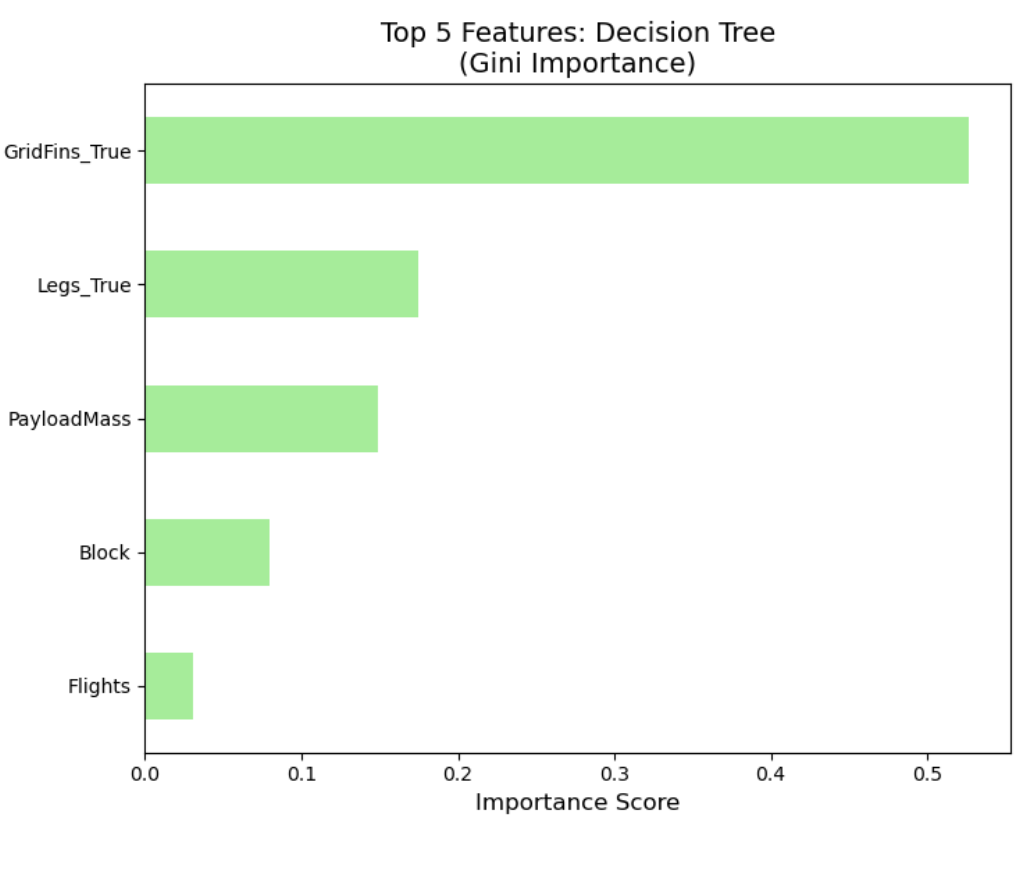 Top 5 Features: Decision Tree
(Gini Importance)
GridFins_True
Legs_True
PayloadMass
Block
Flights
0.0 0.1 0.2 0.3 0.4 0.5
Importance Score